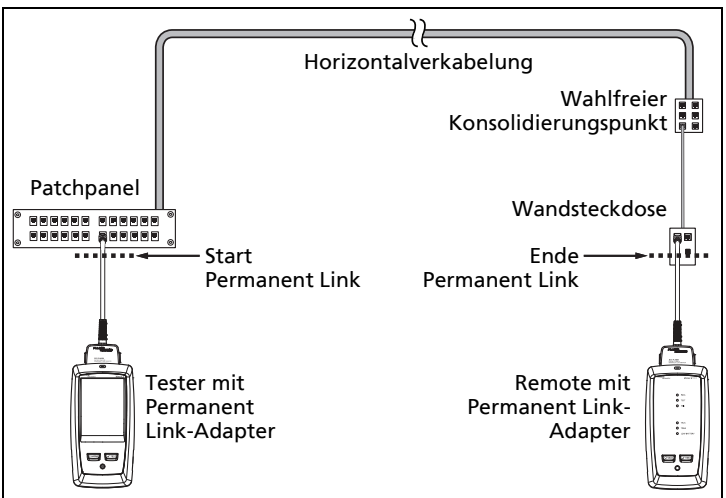 Horizontalverkabelung
Wahlfreier
Konsolidierungspunkt
Patchpanel
Wandsteckdose
Start
Permanent Link
Ende
Permanent Link
Tester mit
Permanent
Link-Adapter
Remote mit
Permanent Link-
Adapter